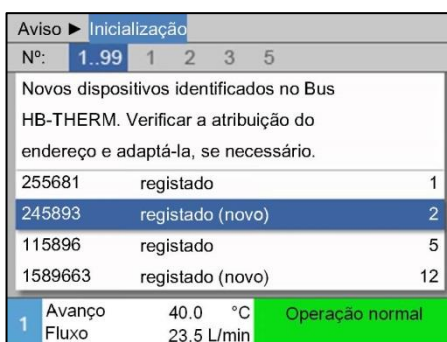 Aviso ► Inicialização
Nº: 1..99 1 2 3 5
Novos dispositivos identificados no Bus
HB-THERM. Verificar a atribuição do
endereço e adaptá-la, se necessário.
255681 registado 1
245893 registado (novo) 2
115896 registado 5
1589663 registado (novo) 12
1 Avanço 40.0 °C Operação normal
Fluxo 23.5 L/min